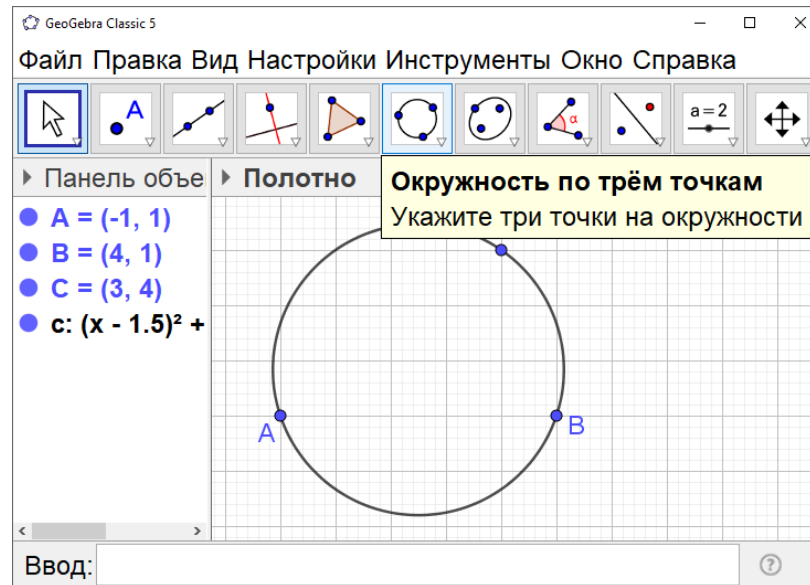 GeoGebra Classic 5
Файл Правка Вид Настройки Инструменты Окно Справка
A
α
a=2
Панель объе
Полотно
Окружность по трём точкам
Укажите три точки на окружности
A = (-1, 1)
B = (4, 1)
C = (3, 4)
c: (x - 1.5)² +
A
B
Ввод:
?